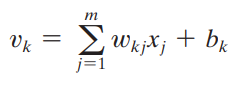 v_k = \sum_{j=1}^{m} w_{kj} x_j + b_k